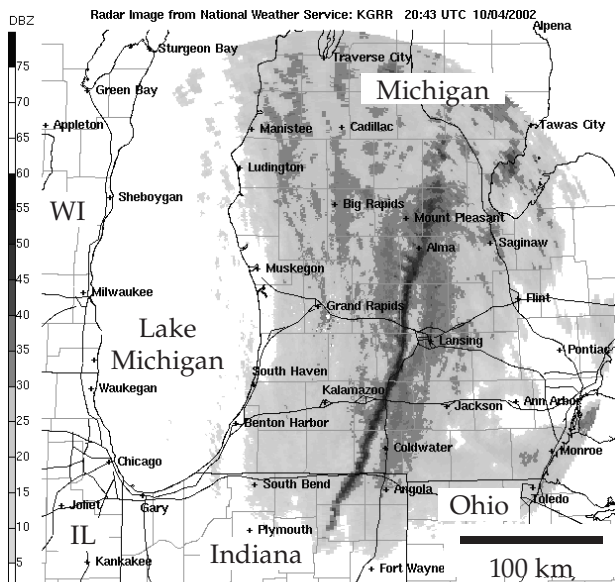 DBZ
Radar Image from National Weather Service: KGRR 20:43 UTC 10/04/2002
Alpena
Sturgeon Bay
Traverse City
75
Michigan
Green Bay
70
Appleton
Manistee
Cadillac
Tawas City
65
Ludington
60
Sheboygan
Big Rapids
WI
Mount Pleasant
55
Alma
Saginaw
50
Muskegon
45
Milwaukee
Grand Rapids
Flint
40
Lake
Michigan
Lansing
Pontiac
35
South Haven
30
Waukegan
Kalamazoo
Jackson
Ann Arbor
25
Benton Harbor
Coldwater
Monroe
20
Chicago
South Bend
Angola
Toledo
15
Joliet
Gary
Ohio
10
IL
Plymouth
Indiana
5
Kankakee
Fort Wayne
100 km